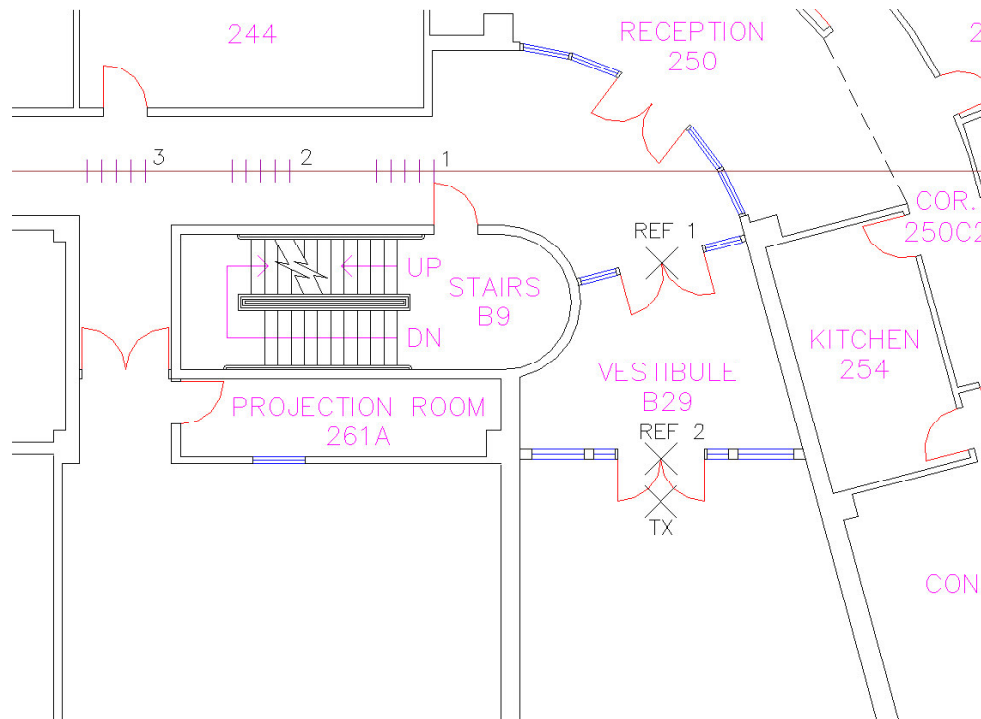 244
RECEPTION
250
3
2
1
COR.
250C2
REF 1
UP
STAIRS
B9
DN
KITCHEN
254
VESTIBULE
B29
PROJECTION ROOM
261A
REF 2
TX
CON
2